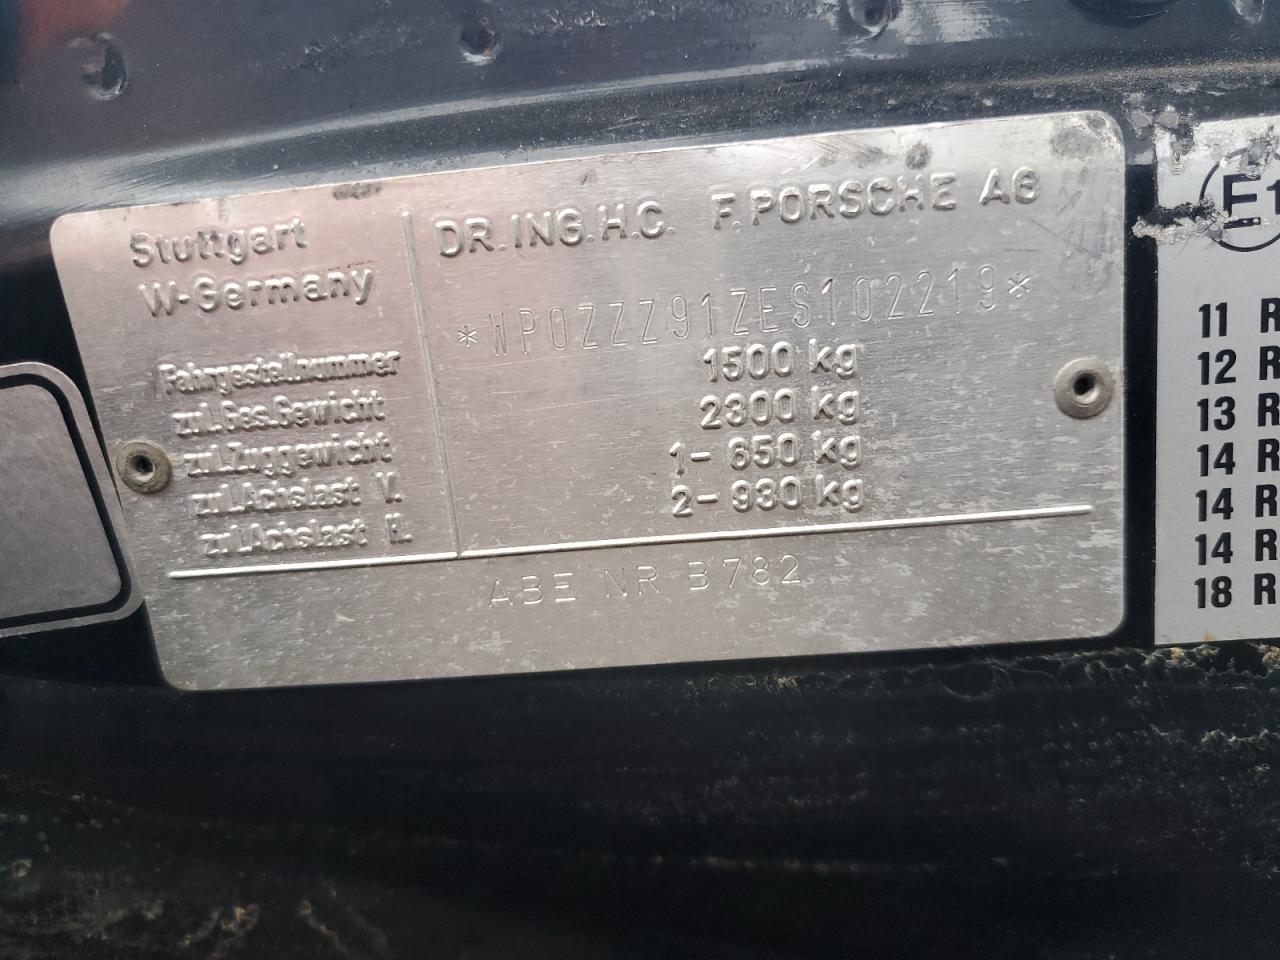 Stuttgart
W-Germany
DR.ING.H.C. F.PORSCHE AG
*WP0ZZZ91ZES102219*
Fahrgestellnummer
zul.Ges.Gewicht 1500 kg
zul.Zuggewicht 2300 kg
zul.Achslast V. 1- 650 kg
zul.Achslast H. 2- 930 kg
ABE NR B782
E1
11 R
12 R
13 R
14 R
14 R
14 R
18 R